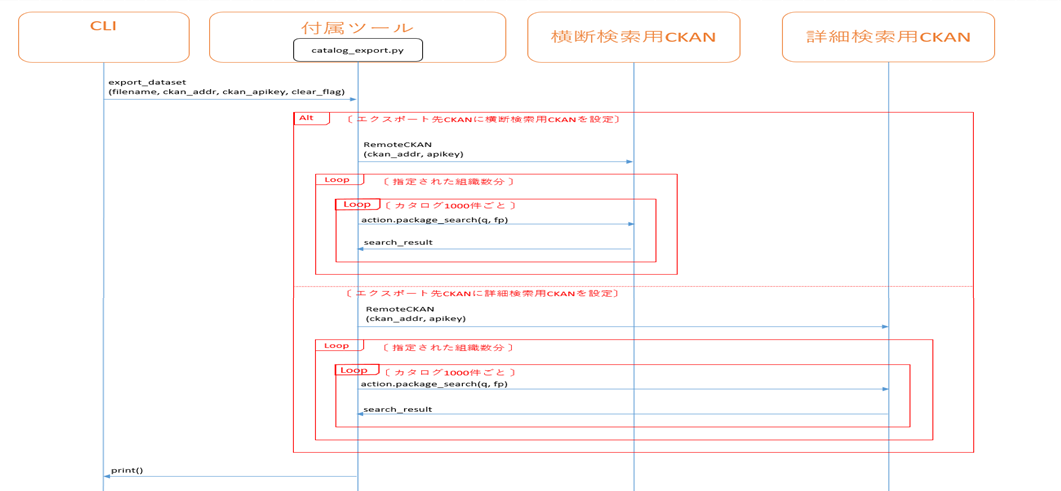 CLI
付属ツール
catalog_export.py
横断検索用CKAN
詳細検索用CKAN
export_dataset
(filename, ckan_addr, ckan_apikey, clear_flag)
Alt
〔 エクスポート先CKANに横断検索用CKANを設定〕
RemoteCKAN
(ckan_addr, apikey)
Loop
〔 指定された組織数分 〕
Loop
〔 カタログ1000件ごと 〕
action.package_search(q, fp)
search_result
〔 エクスポート先CKANに詳細検索用CKANを設定〕
RemoteCKAN
(ckan_addr, apikey)
Loop
〔 指定された組織数分 〕
Loop
〔 カタログ1000件ごと 〕
action.package_search(q, fp)
search_result
print()